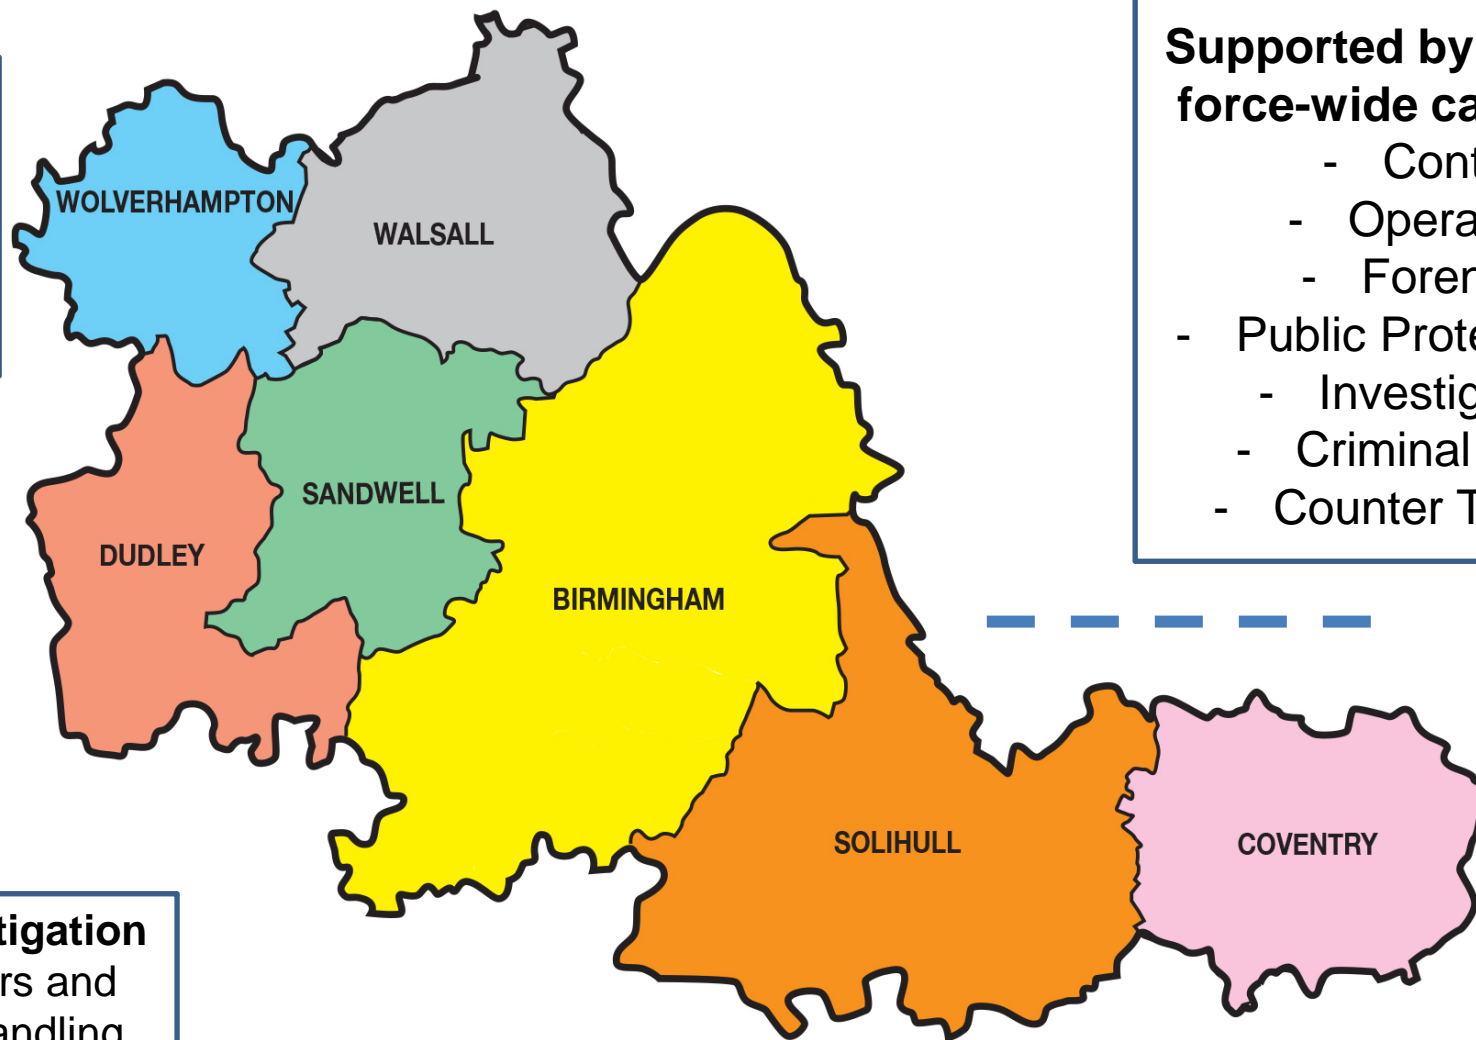 Supported by
force-wide ca
- Cont
- Opera
- Foren
- Public Prote
- Investig
- Criminal
- Counter T
WOLVERHAMPTON
WALSALL
SANDWELL
DUDLEY
BIRMINGHAM
SOLIHULL
COVENTRY
tigation
rs and
andling